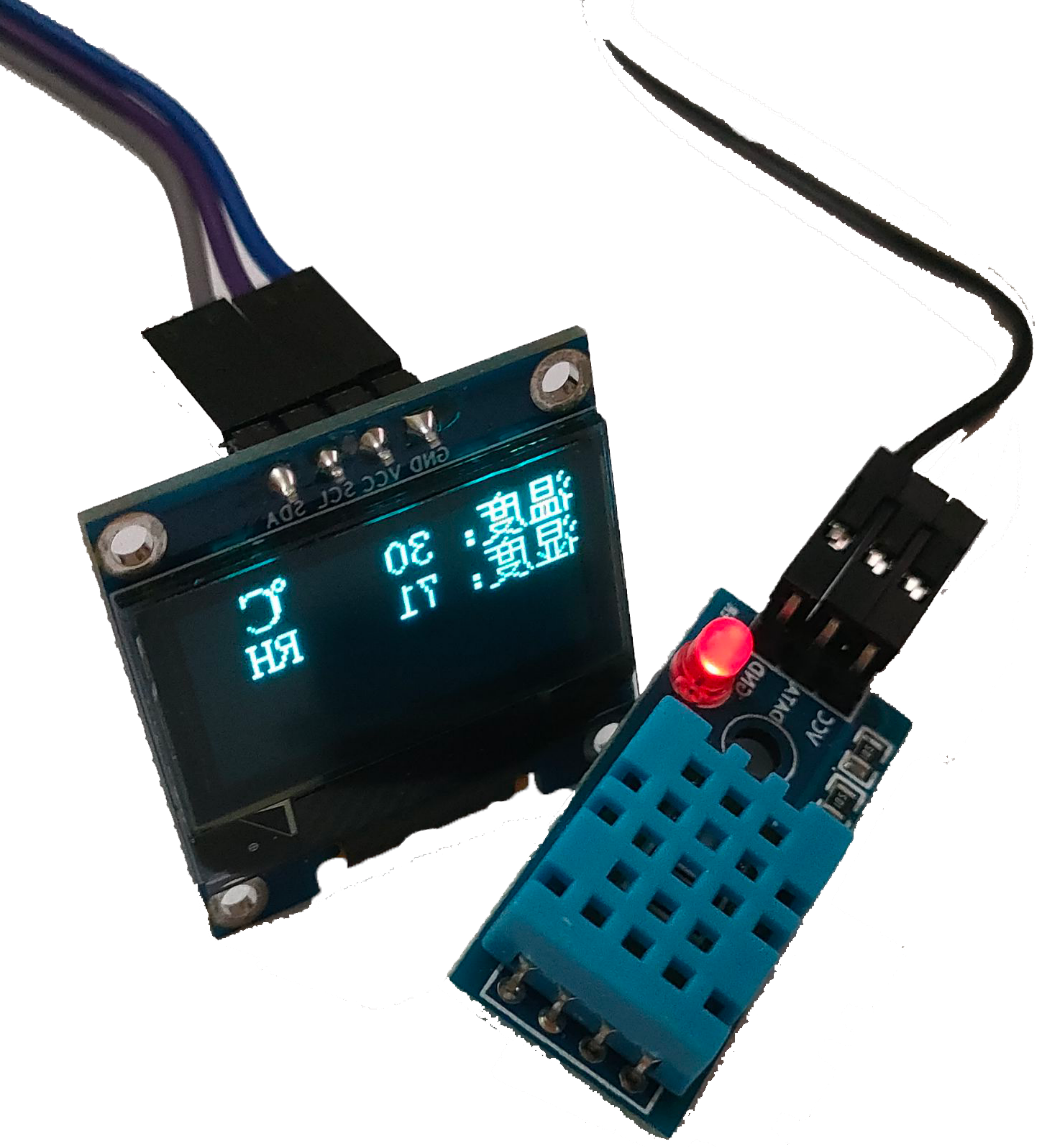 GND VCC SCL SDA
温度: 30 ℃
湿度: 71 RH
GND
DATA
VCC